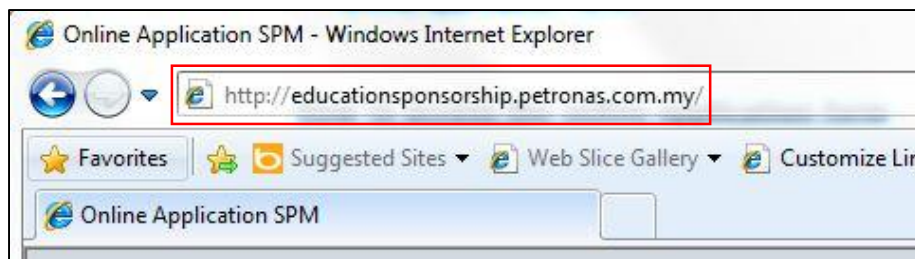 Online Application SPM - Windows Internet Explorer
http://educationsponsorship.petronas.com.my/
Favorites Suggested Sites Web Slice Gallery Customize
Online Application SPM